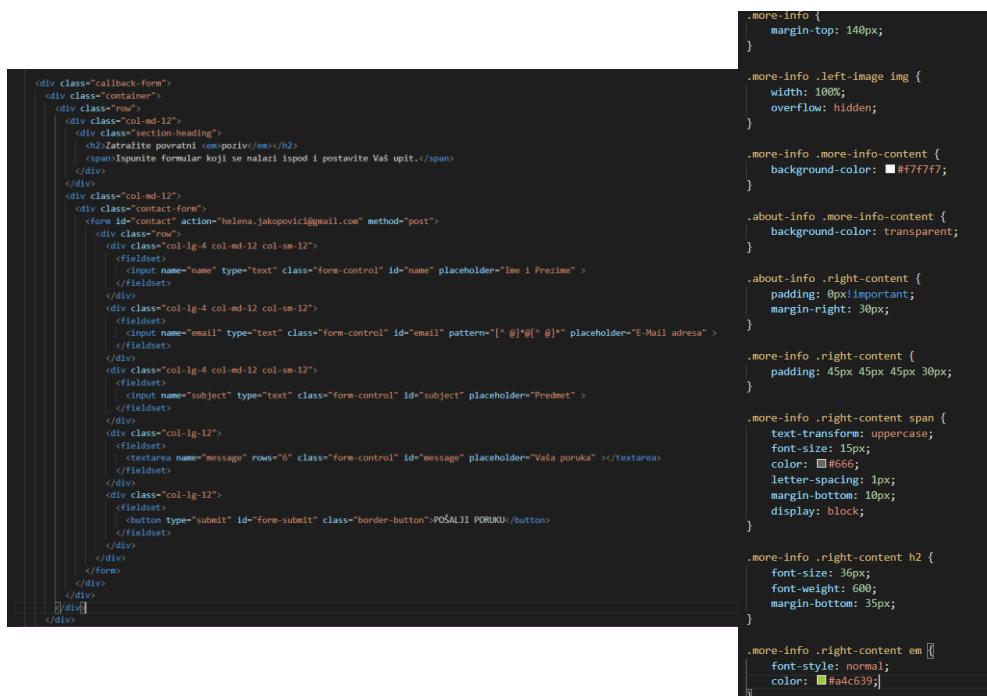 <div class="callback-form">
<div class="container">
<div class="row">
<div class="col-md-12">
<div class="section-heading">
<h2>Zatražite povratni <em>poziv</em></h2>
<span>Ispunite formular koji se nalazi ispod i postavite Vaš upit.</span>
</div>
</div>
<div class="col-md-12">
<div class="contact-form">
<form id="contact" action="helena.jakopovic1@gmail.com" method="post">
<div class="row">
<div class="col-lg-4 col-md-12 col-sm-12">
<fieldset>
<input name="name" type="text" class="form-control" id="name" placeholder="Ime i Prezime" >
</fieldset>
</div>
<div class="col-lg-4 col-md-12 col-sm-12">
<fieldset>
<input name="email" type="text" class="form-control" id="email" pattern="[^ @]*@[^ @]*" placeholder="E-Mail adresa" >
</fieldset>
</div>
<div class="col-lg-4 col-md-12 col-sm-12">
<fieldset>
<input name="subject" type="text" class="form-control" id="subject" placeholder="Predmet" >
</fieldset>
</div>
<div class="col-lg-12">
<fieldset>
<textarea name="message" rows="6" class="form-control" id="message" placeholder="Vaša poruka" ></textarea>
</fieldset>
</div>
<div class="col-lg-12">
<fieldset>
<button type="submit" id="form-submit" class="border-button">POŠALJI PORUKU</button>
</fieldset>
</div>
</div>
</form>
</div>
</div>
</div>
</div>
.more-info {
margin-top: 140px;
}
.more-info .left-image img {
width: 100%;
overflow: hidden;
}
.more-info .more-info-content {
background-color: #f7f7f7;
}
.about-info .more-info-content {
background-color: transparent;
}
.about-info .right-content {
padding: 0px!important;
margin-right: 30px;
}
.more-info .right-content {
padding: 45px 45px 45px 30px;
}
.more-info .right-content span {
text-transform: uppercase;
font-size: 15px;
color: #666;
letter-spacing: 1px;
margin-bottom: 10px;
display: block;
}
.more-info .right-content h2 {
font-size: 36px;
font-weight: 600;
margin-bottom: 35px;
}
.more-info .right-content em {
font-style: normal;
color: #a4c639;
}